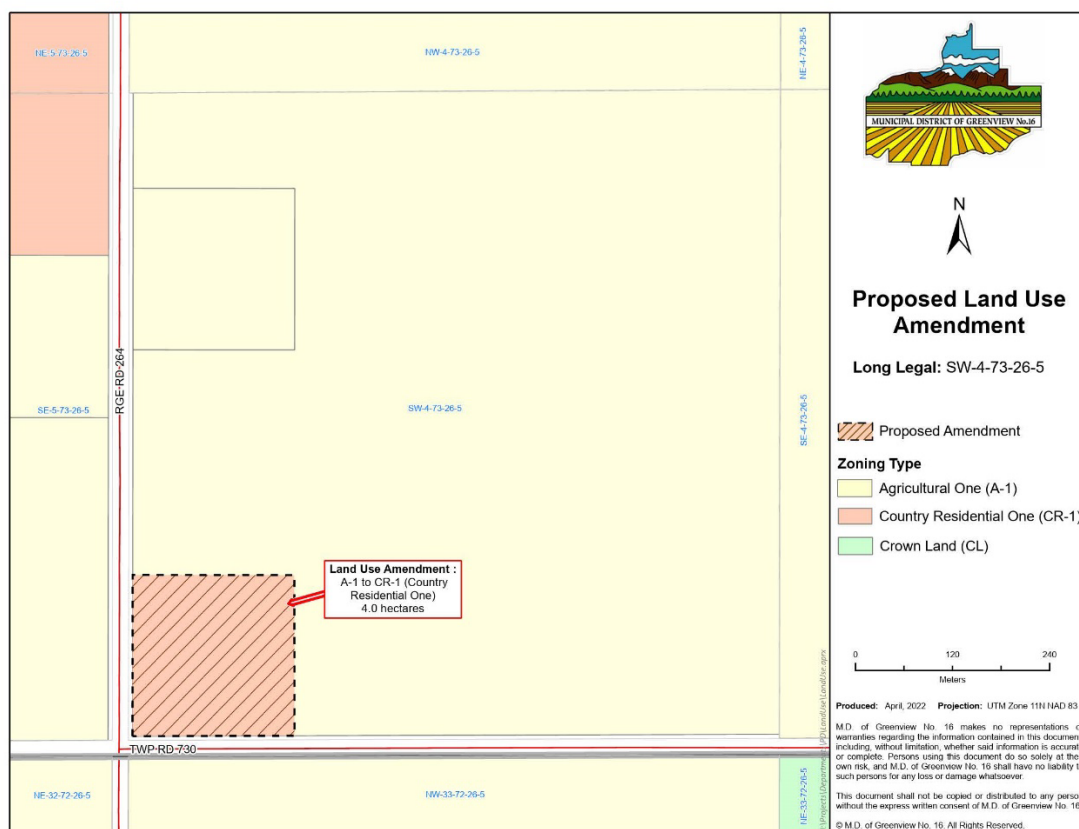 NE-5-73-26-5
NW-4-73-26-5
NE-4-73-26-5
RGE RD 264
SE-5-73-26-5
SW-4-73-26-5
SE-4-73-26-5
Land Use Amendment :
A-1 to CR-1 (Country
Residential One)
4.0 hectares
TWP RD 730
NE-32-72-26-5
NW-33-72-26-5
NE-33-72-26-5
MUNICIPAL DISTRICT OF GREENVIEW No.16
N
Proposed Land Use
Amendment
Long Legal: SW-4-73-26-5
Proposed Amendment
Zoning Type
Agricultural One (A-1)
Country Residential One (CR-1)
Crown Land (CL)
0 120 240
Meters
Produced: April, 2022 Projection: UTM Zone 11N NAD 83
M.D. of Greenview No. 16 makes no representations o
warranties regarding the information contained in this documen
including, without limitation, whether said information is accurat
or complete. Persons using this document do so solely at the
own risk, and M.D. of Greenview No. 16 shall have no liability t
such persons for any loss or damage whatsoever.
This document shall not be copied or distributed to any perso
without the express written consent of M.D. of Greenview No. 16
© M.D. of Greenview No. 16. All Rights Reserved.